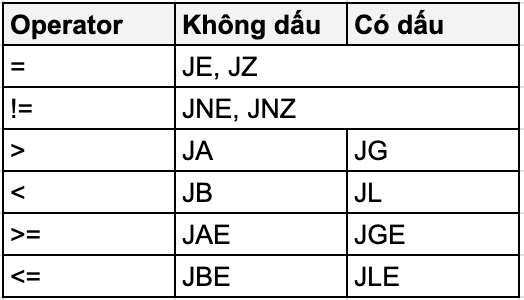 Operator Không dấu Có dấu
= JE, JZ
!= JNE, JNZ
> JA JG
< JB JL
>= JAE JGE
<= JBE JLE